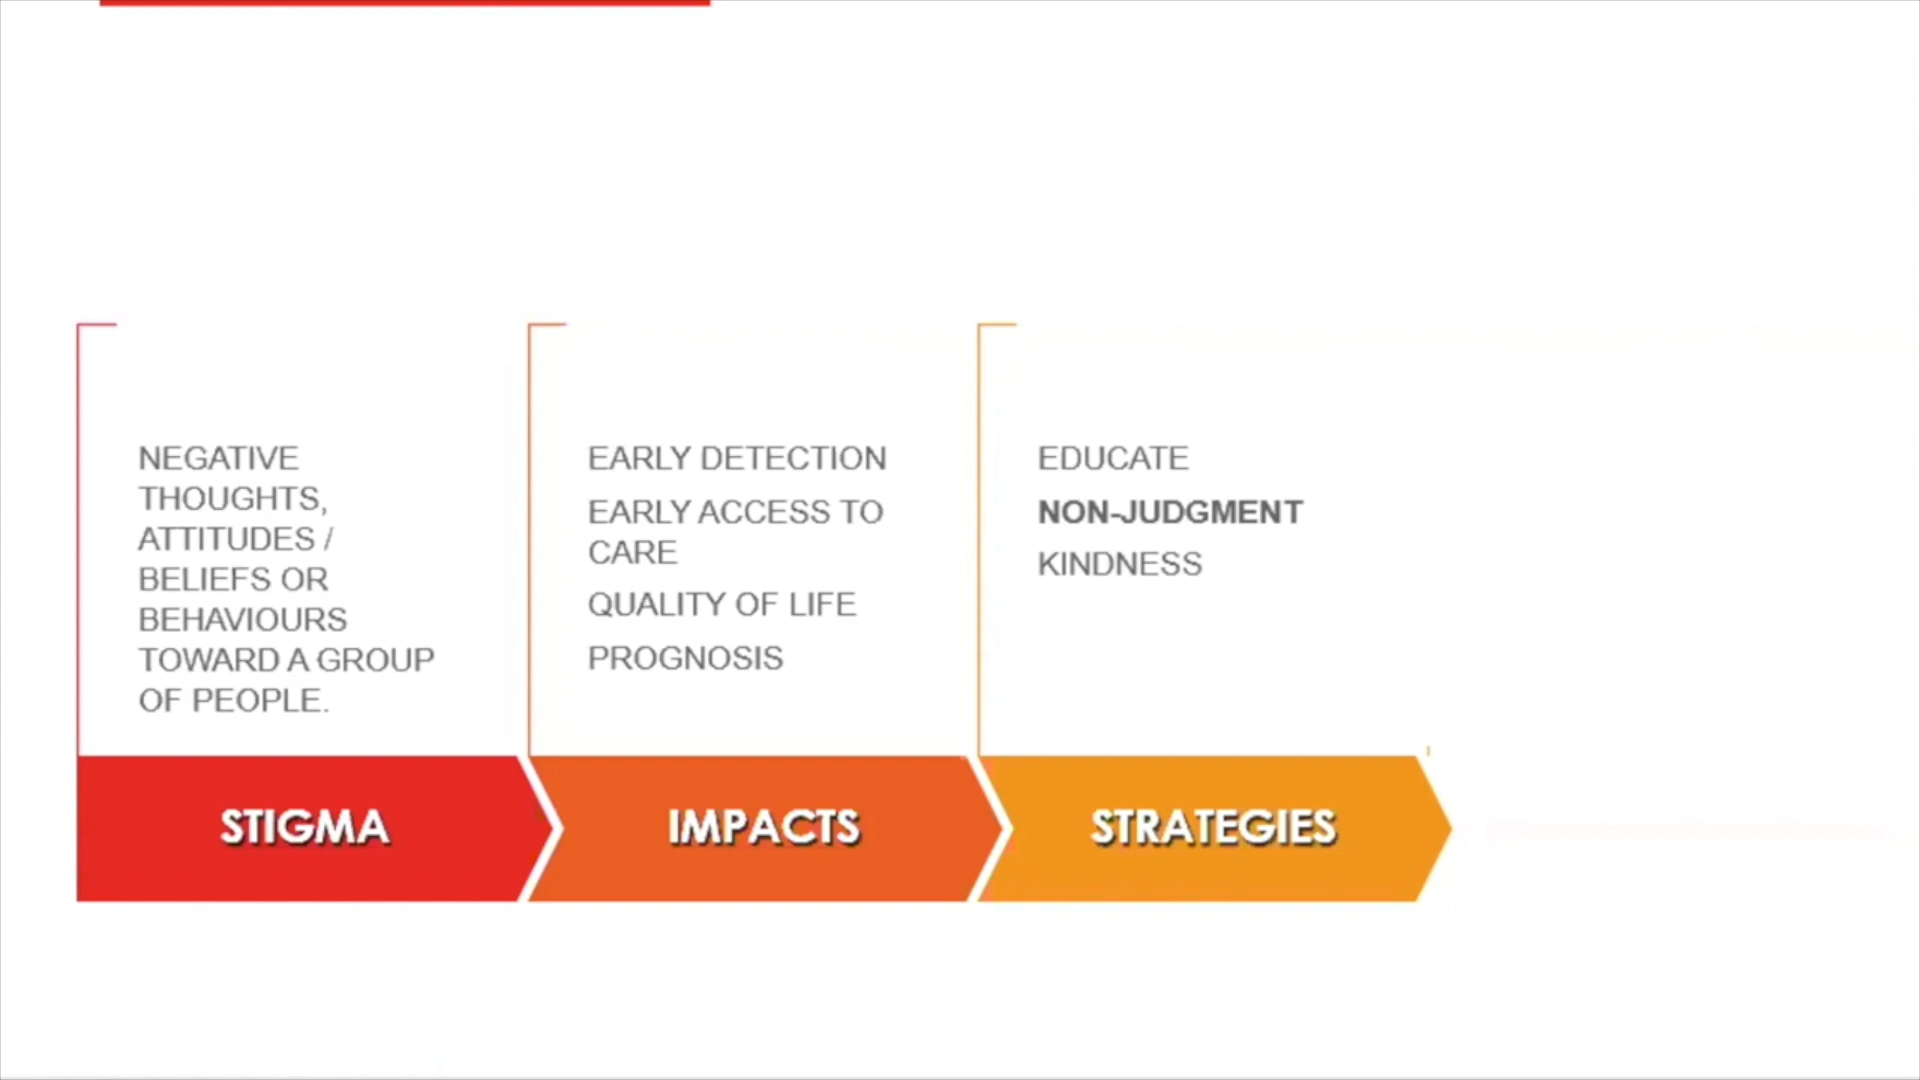 NEGATIVE
THOUGHTS,
ATTITUDES /
BELIEFS OR
BEHAVIOURS
TOWARD A GROUP
OF PEOPLE.
STIGMA
EARLY DETECTION
EARLY ACCESS TO
CARE
QUALITY OF LIFE
PROGNOSIS
IMPACTS
EDUCATE
NON-JUDGMENT
KINDNESS
STRATEGIES